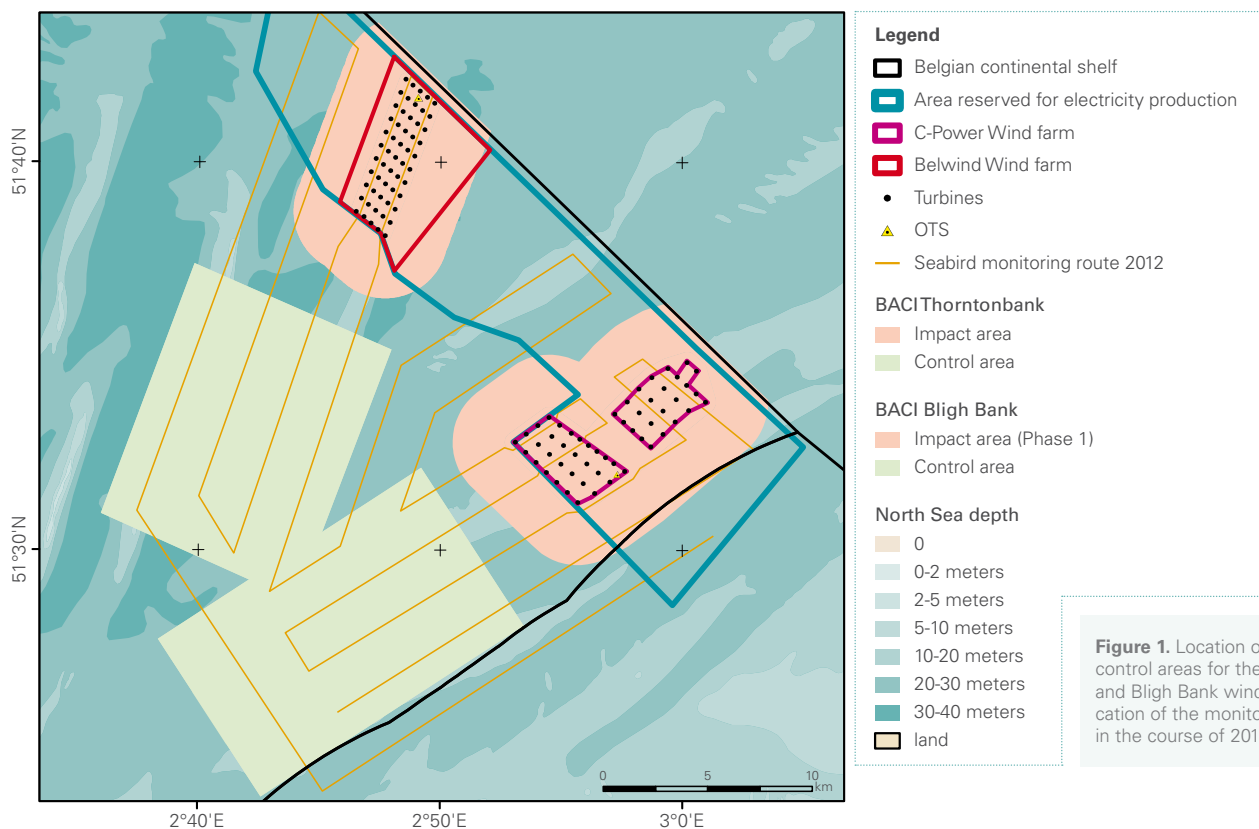 51°40'N
51°30'N
2°40'E
2°50'E
3°0'E
0 5 10
km
Legend
Belgian continental shelf
Area reserved for electricity production
C-Power Wind farm
Belwind Wind farm
Turbines
OTS
Seabird monitoring route 2012
BACI Thorntonbank
Impact area
Control area
BACI Bligh Bank
Impact area (Phase 1)
Control area
North Sea depth
0
0-2 meters
2-5 meters
5-10 meters
10-20 meters
20-30 meters
30-40 meters
land
Figure 1. Location o
control areas for the
and Bligh Bank wind
cation of the monito
in the course of 201